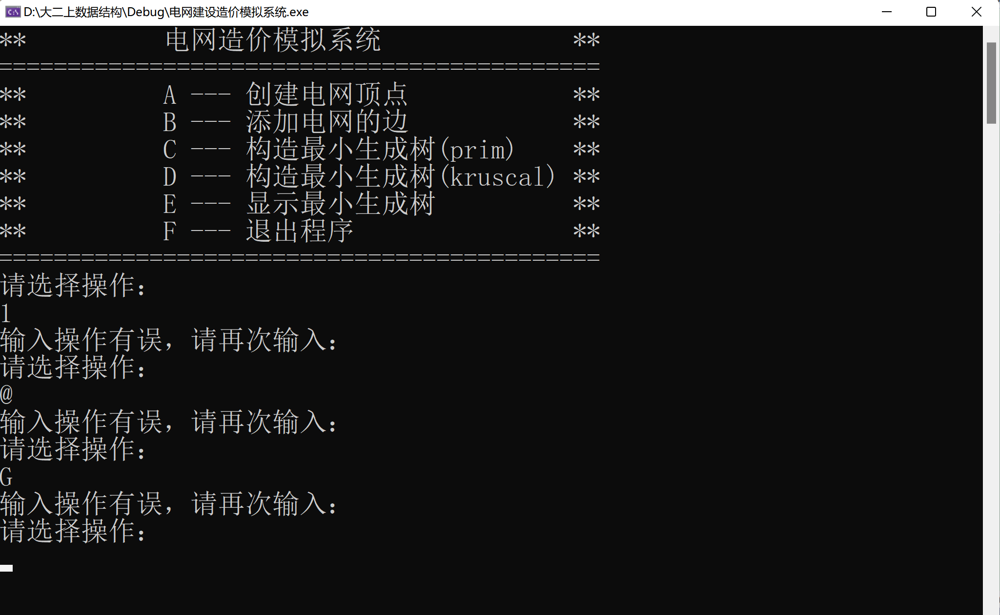 D:\大二上数据结构\Debug\电网建设造价模拟系统.exe
** 电网造价模拟系统 **
============================================
** A --- 创建电网顶点 **
** B --- 添加电网的边 **
** C --- 构造最小生成树(prim) **
** D --- 构造最小生成树(kruscal) **
** E --- 显示最小生成树 **
** F --- 退出程序 **
============================================
请选择操作：
1
输入操作有误，请再次输入：
请选择操作：
@
输入操作有误，请再次输入：
请选择操作：
G
输入操作有误，请再次输入：
请选择操作：